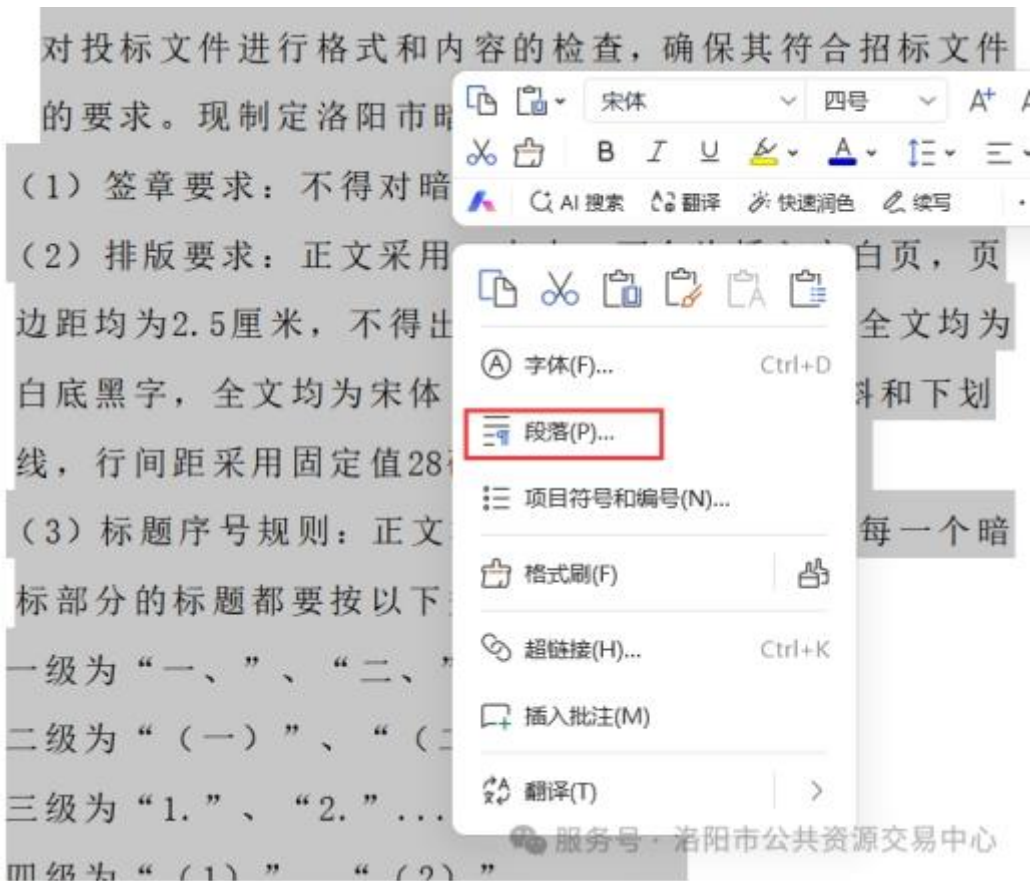 对投标文件进行格式和内容的检查，确保其符合招标文件
的要求。现制定洛阳市暗
宋体 四号 A+
B I U A
（1）签章要求：不得对暗
AI 搜索 翻译 快速润色 续写
（2）排版要求：正文采用
白页，页
边距均为2.5厘米，不得出
全文均为
字体(F)... Ctrl+D
白底黑字，全文均为宋体
和下划
段落(P)...
线，行间距采用固定值28
项目符号和编号(N)...
（3）标题序号规则：正文
每一个暗
格式刷(F)
标部分的标题都要按以下
超链接(H)... Ctrl+K
一级为“一、”、“二、”
插入批注(M)
二级为“（一）”、“（
三级为“1.”、“2.”...
翻译(T)
服务号 · 洛阳市公共资源交易中心
四级为“（1）”、“（2）”